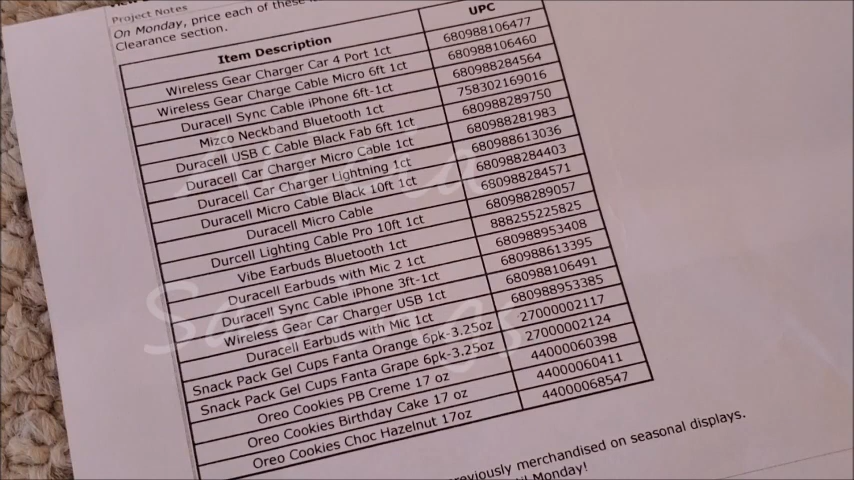 Project Notes
On Monday, price each of these
Clearance section.
Item Description UPC
Wireless Gear Charger Car 4 Port 1ct 680988106477
Wireless Gear Charge Cable Micro 6ft 1ct 680988106460
Duracell Sync Cable iPhone 6ft-1ct 680988284564
Mizco Neckband Bluetooth 1ct 758302169016
Duracell USB C Cable Black Fab 6ft 1ct 680988289750
Duracell Car Charger Micro Cable 1ct 680988281983
Duracell Car Charger Lightning 1ct 680988613036
Duracell Micro Cable Black 10ft 1ct 680988284403
Duracell Micro Cable 680988284571
Durcell Lighting Cable Pro 10ft 1ct 680988289057
Vibe Earbuds Bluetooth 1ct 888255225825
Duracell Earbuds with Mic 2 1ct 680988953408
Duracell Sync Cable iPhone 3ft-1ct 680988613395
Wireless Gear Car Charger USB 1ct 680988106491
Duracell Earbuds with Mic 1ct 680988953385
Snack Pack Gel Cups Fanta Orange 6pk-3.25oz 27000002117
Snack Pack Gel Cups Fanta Grape 6pk-3.25oz 27000002124
Oreo Cookies PB Creme 17 oz 44000060398
Oreo Cookies Birthday Cake 17 oz 44000060411
Oreo Cookies Choc Hazelnut 17oz 44000068547
previously merchandised on seasonal displays.
Monday!
Savings